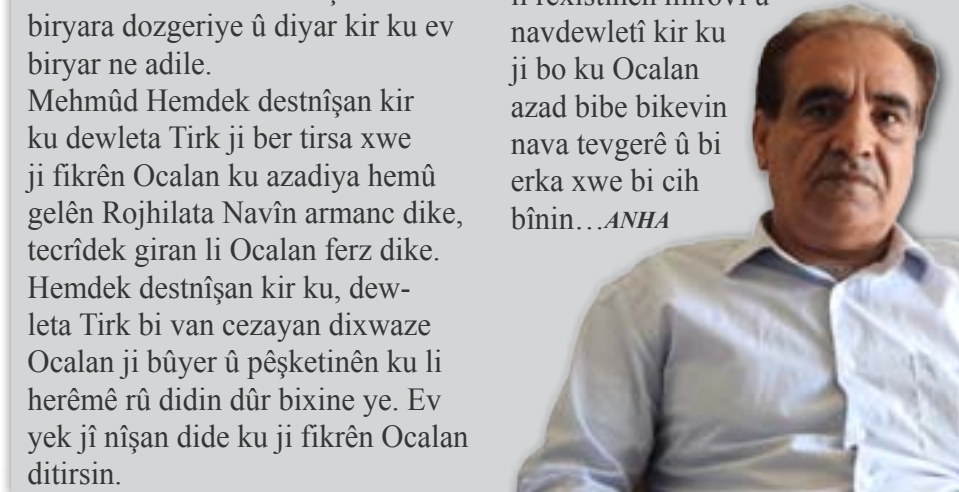 biryara dozgeriye û diyar kir ku ev
biryar ne adile.
Mehmûd Hemdek destnîşan kir
ku dewleta Tirk ji ber tirsa xwe
ji fikrên Ocalan ku azadiya hemû
gelên Rojhilata Navîn armanc dike,
tecrîdek giran li Ocalan ferz dike.
Hemdek destnîşan kir ku, dew-
leta Tirk bi van cezayan dixwaze
Ocalan ji bûyer û pêşketinên ku li
herêmê rû didin dûr bixine ye. Ev
yek jî nîşan dide ku ji fikrên Ocalan
ditirsin.
navdewletî kir ku
ji bo ku Ocalan
azad bibe bikevin
nava tevgerê û bi
erka xwe bi cih
bînin…ANHA